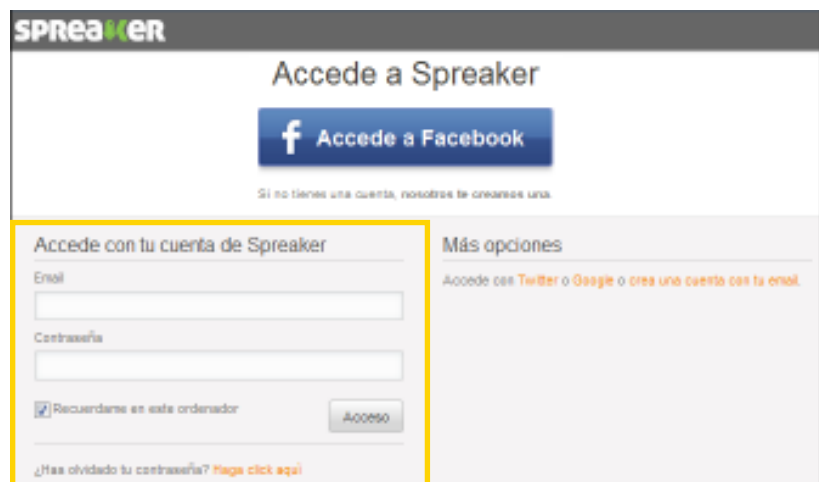 SPReaKeR
Accede a Spreaker
f Accede a Facebook
Si no tienes una cuenta, nosotros te creamos una.
Accede con tu cuenta de Spreaker
Email
Contraseña
Recuerdame en este ordenador
Acceso
¿Has olvidado tu contraseña? Haga click aquì
Más opciones
Accede con Twitter o Google o crea una cuenta con tu email.